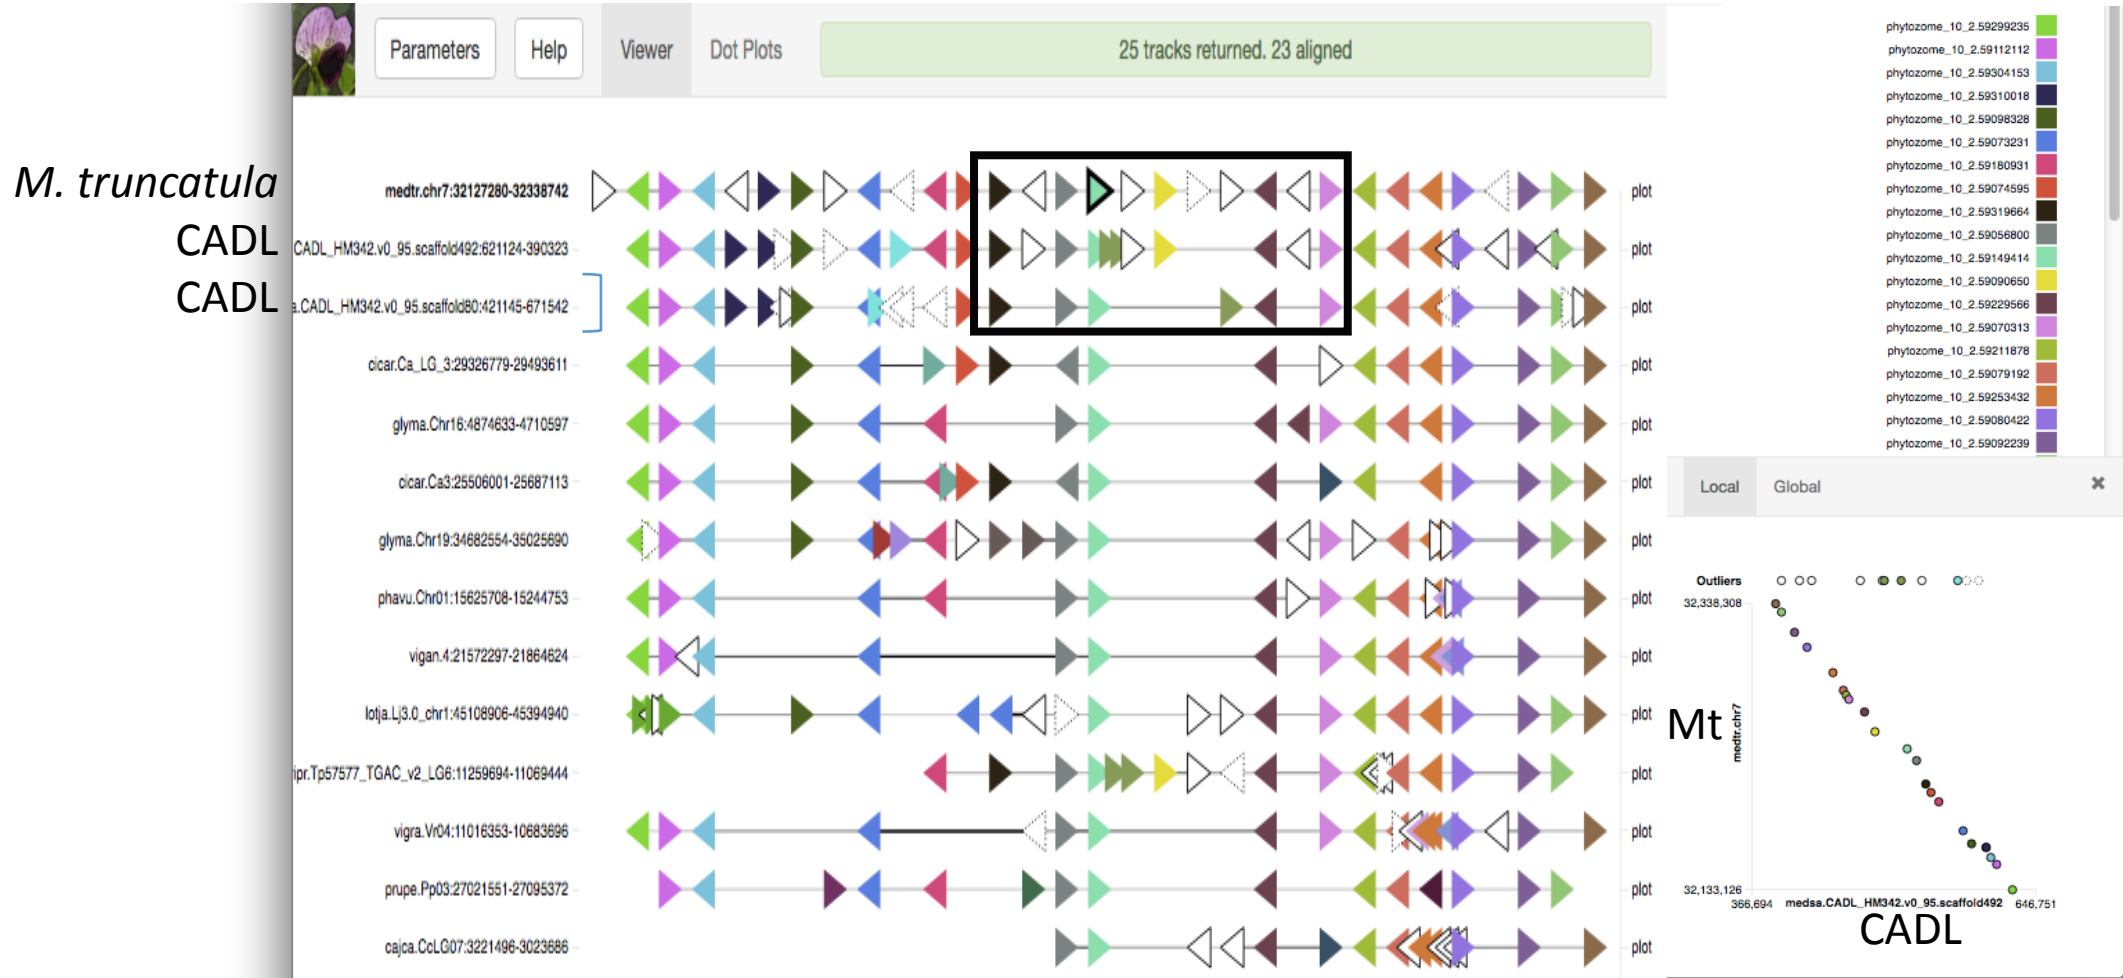 Parameters Help Viewer Dot Plots 25 tracks returned. 23 aligned
M. truncatula
CADL
CADL
medtr.chr7:32127280-32338742 plot
CADL_HM342.v0_95.scaffold492:621124-390323 plot
a.CADL_HM342.v0_95.scaffold80:421145-671542 plot
cicar.Ca_LG_3:29326779-29493611 plot
glyma.Chr16:4874633-4710597 plot
cicar.Ca3:25506001-25687113 plot
glyma.Chr19:34682554-35025690 plot
phavu.Chr01:15625708-15244753 plot
vigan.4:21572297-21864624 plot
lotja.Lj3.0_chr1:45108906-45394940 plot
ipr.Tp57577_TGAC_v2_LG6:11259694-11069444 plot
vigra.Vr04:11016353-10683696 plot
prupe.Pp03:27021551-27095372 plot
cajca.CcLG07:3221496-3023686 plot
phytozome_10_2.59299235
phytozome_10_2.59112112
phytozome_10_2.59304153
phytozome_10_2.59310018
phytozome_10_2.59098328
phytozome_10_2.59073231
phytozome_10_2.59180931
phytozome_10_2.59074595
phytozome_10_2.59319664
phytozome_10_2.59056800
phytozome_10_2.59149414
phytozome_10_2.59090650
phytozome_10_2.59229566
phytozome_10_2.59070313
phytozome_10_2.59211878
phytozome_10_2.59079192
phytozome_10_2.59253432
phytozome_10_2.59080422
phytozome_10_2.59092239
Local Global ×
Outliers
32,338,308
Mt
medtr.chr7
32,133,126
366,694 medsa.CADL_HM342.v0_95.scaffold492 646,751
CADL